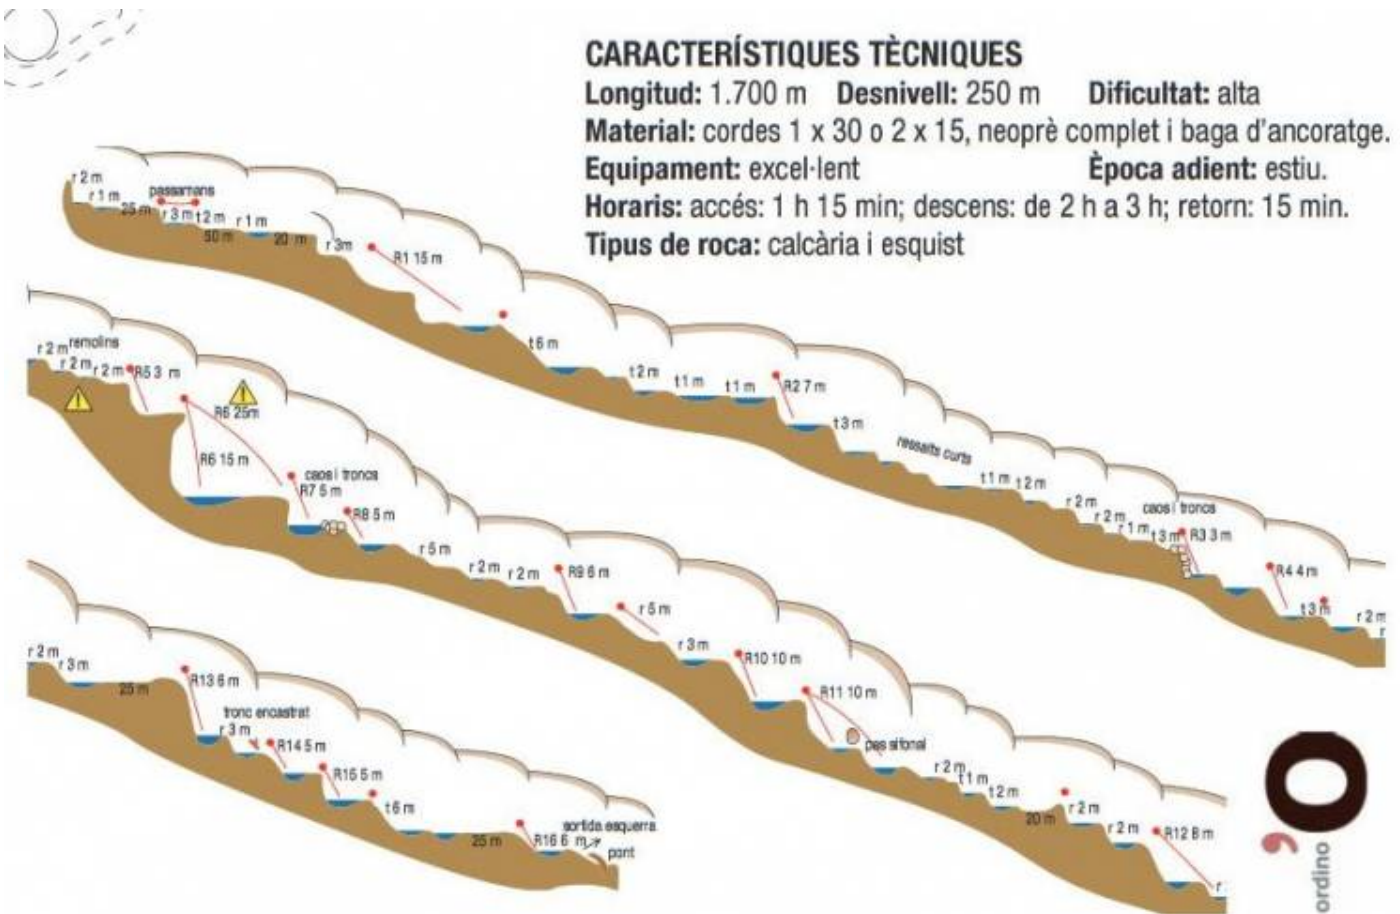 CARACTERÍSTIQUES TÈCNIQUES
Longitud: 1.700 m Desnivell: 250 m Dificultat: alta
Material: cordes 1 x 30 o 2 x 15, neoprè complet i baga d'ancoratge.
Equipament: excel·lent Època adient: estiu.
Horaris: accés: 1 h 15 min; descens: de 2 h a 3 h; retorn: 15 min.
Tipus de roca: calcària i esquist
r 2 m
r 1 m
25 m
passamans
r 3 m
t 2 m
50 m
r 1 m
20 m
r 3m
R1 15 m
t 6 m
t 2 m
t 1 m
t 1 m
R2 7 m
t 3 m
ressalts curts
t 1 m
t 2 m
r 2 m
r 2 m
r 1 m
t 3 m
caos i troncs
R3 3 m
R4 4m
t 3 m
r 2 m
r
r 2 m
remolins
r 2 m
r 2 m
R5 3 m
R6 25m
R6 15 m
caos i troncs
R7 5 m
R8 5 m
r 5 m
r 2 m
r 2 m
R9 6 m
r 5 m
r 3 m
R10 10 m
R11 10 m
pas sifonal
r 2 m
t 1 m
t 2 m
20 m
r 2 m
r 2 m
R12 8 m
r
r 2 m
r 3 m
25 m
R13 6 m
tronc encastrat
r 3 m
R14 5 m
R15 5 m
t 6 m
25 m
R16 6 m
sortida esquerra
pont
'O
ordino